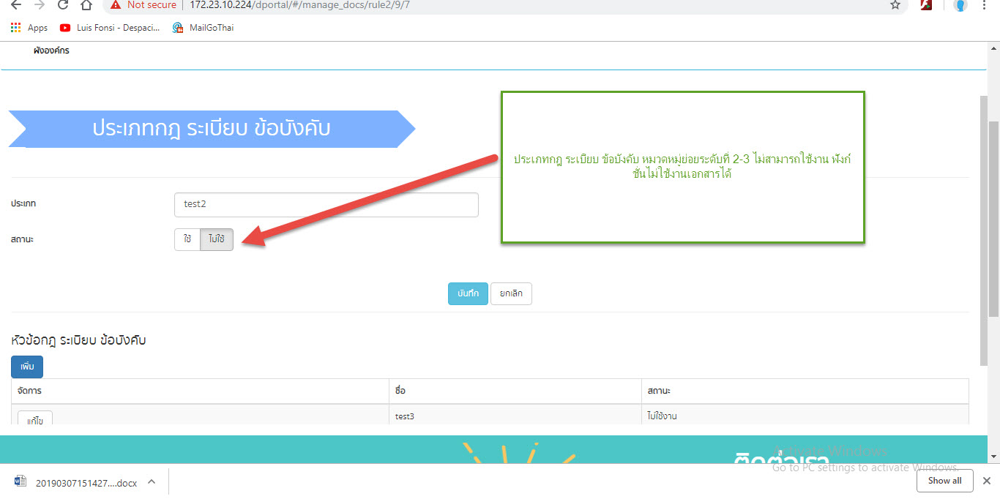 Not secure
172.23.10.224/dportal/#/manage_docs/rule2/9/7
Apps
Luis Fonsi - Despaci...
MailGoThai
ผังองค์กร
ประเภทกฎ ระเบียบ ข้อบังคับ
ประเภทกฎ ระเบียบ ข้อบังคับ หมวดหมู่ย่อยระดับที่ 2-3 ไม่สามารถใช้งาน ฟังก์
ชั่นไม่ใช้งานเอกสารได้
ประเภท
test2
สถานะ
ใช้
ไม่ใช้
บันทึก
ยกเลิก
หัวข้อกฎ ระเบียบ ข้อบังคับ
เพิ่ม
จัดการ
ชื่อ
สถานะ
แก้ไข
test3
ไม่ใช้งาน
ติดต่อเรา
Activate Windows
Go to PC settings to activate Windows.
20190307151427....docx
Show all